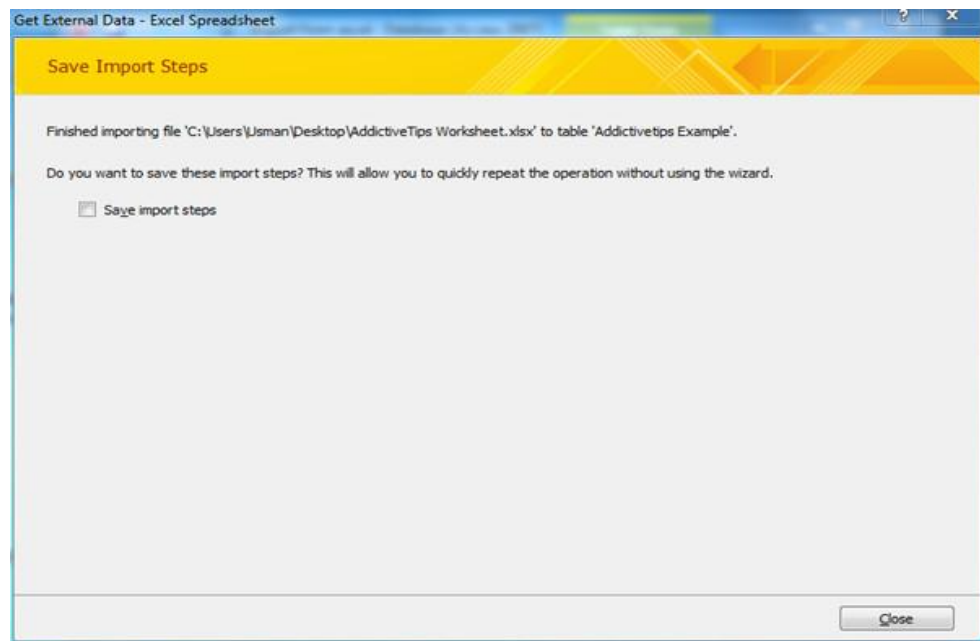 Get External Data - Excel Spreadsheet
Save Import Steps
Finished importing file 'C:\Users\Usman\Desktop\AddictiveTips Worksheet.xlsx' to table 'Addictivetips Example'.
Do you want to save these import steps? This will allow you to quickly repeat the operation without using the wizard.
Save import steps
Close